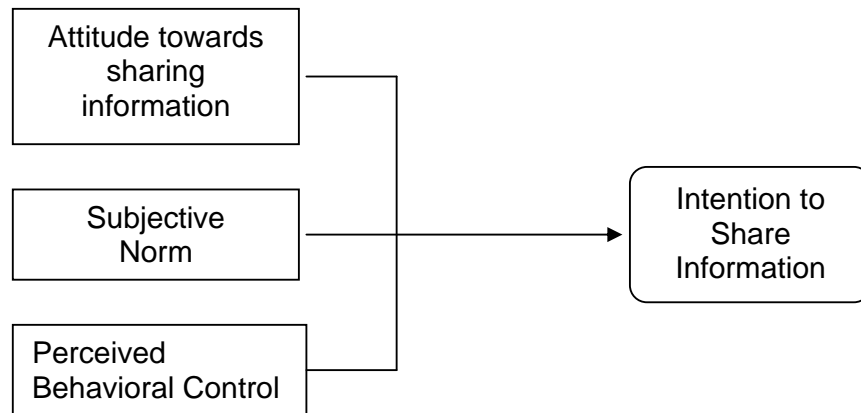 Attitude towards
sharing
information
Subjective
Norm
Perceived
Behavioral Control
Intention to
Share
Information